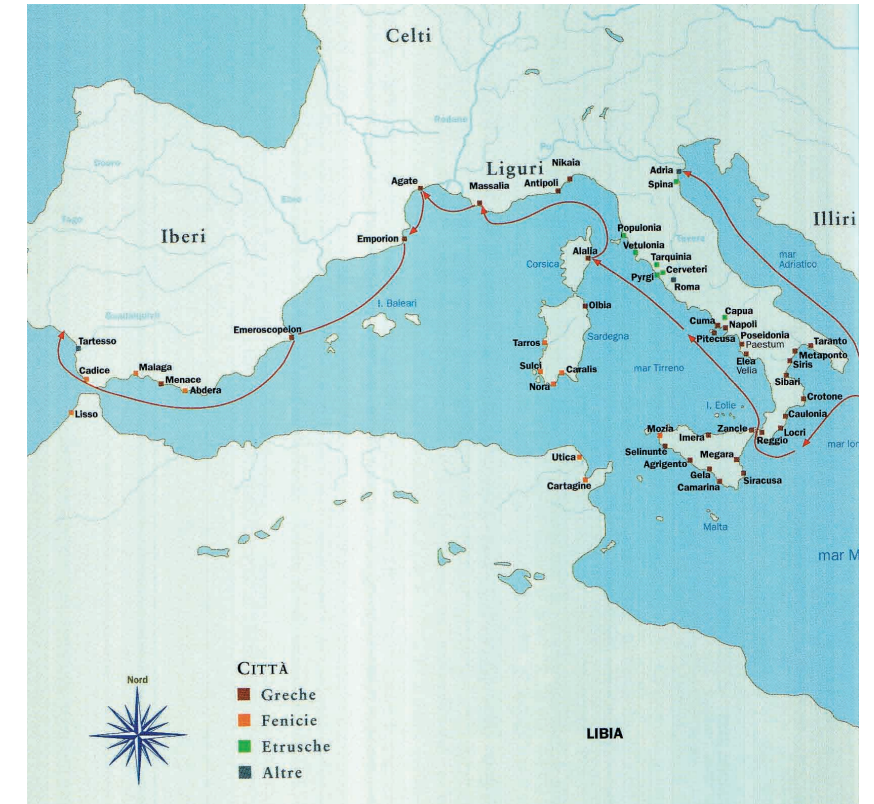 Celti
Rodano
Po
Liguri
Nikaia
Antipoli
Massalia
Agate
Adria
Spina
Illiri
Douro
Ebro
Tago
Iberi
Emporion
Populonia
Vetulonia
Tevere
Tarquinia
Cerveteri
Pyrgi
Roma
mar
Adriatico
Alalia
Corsica
I. Baleari
Olbia
Guadalquivir
Emeroscopeion
Capua
Cuma
Napoli
Pitecusa
Poseidonia
Paestum
Taranto
Metaponto
Siris
Elea
Velia
Sibari
Sardegna
Tartesso
Tarros
Malaga
Cadice
Menace
Abdera
Sulci
Caralis
Nora
mar Tirreno
Crotone
I. Eolie
Caulonia
Lisso
Mozia
Imera
Zancle
Locri
Reggio
Selinunte
Megara
mar Ion
Utica
Agrigento
Gela
Siracusa
Cartagine
Camarina
Malta
mar M
CITTÀ
Nord
Greche
Fenicie
Etrusche
Altre
LIBIA